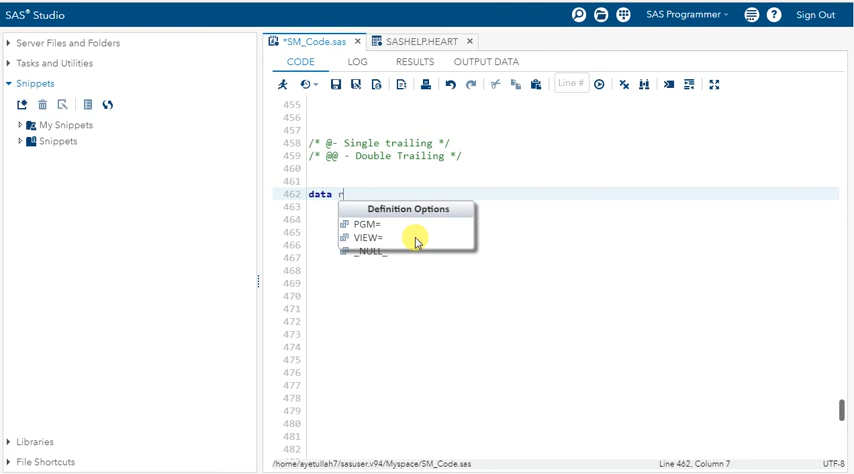 SAS® Studio
SAS Programmer
Sign Out
Server Files and Folders
Tasks and Utilities
Snippets
My Snippets
Snippets
Libraries
File Shortcuts
*SM_Code.sas ×
SASHELP.HEART ×
CODE LOG RESULTS OUTPUT DATA
Line #
455
456
457
458 /* @- Single trailing */
459 /* @@ - Double Trailing */
460
461
462 data r
463
Definition Options
464
PGM=
465
VIEW=
466
_NULL_
467
468
469
470
471
472
473
474
475
476
477
478
479
480
481
482
/home/ayetullah7/sasuser.v94/Myspace/SM_Code.sas
Line 462, Column 7
UTF-8